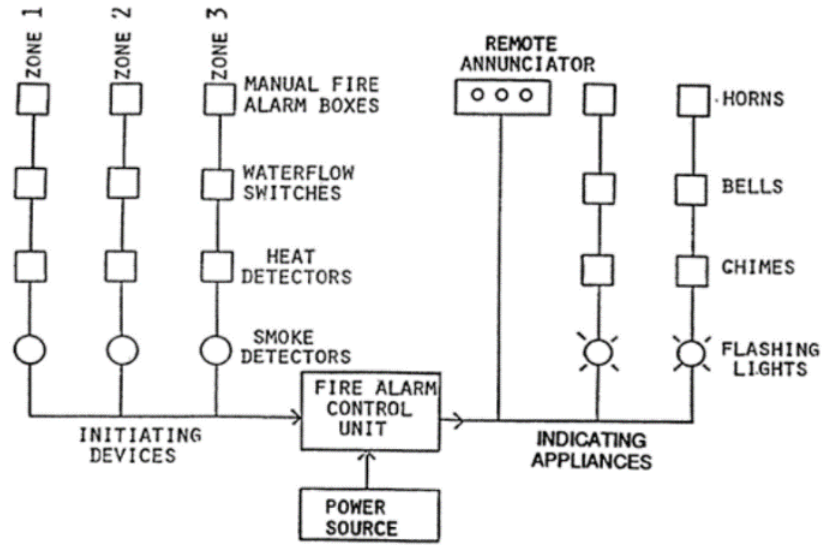 ZONE 1
ZONE 2
ZONE 3
MANUAL FIRE
ALARM BOXES
WATERFLOW
SWITCHES
HEAT
DETECTORS
SMOKE
DETECTORS
INITIATING
DEVICES
FIRE ALARM
CONTROL
UNIT
POWER
SOURCE
REMOTE
ANNUNCIATOR
HORNS
BELLS
CHIMES
FLASHING
LIGHTS
INDICATING
APPLIANCES